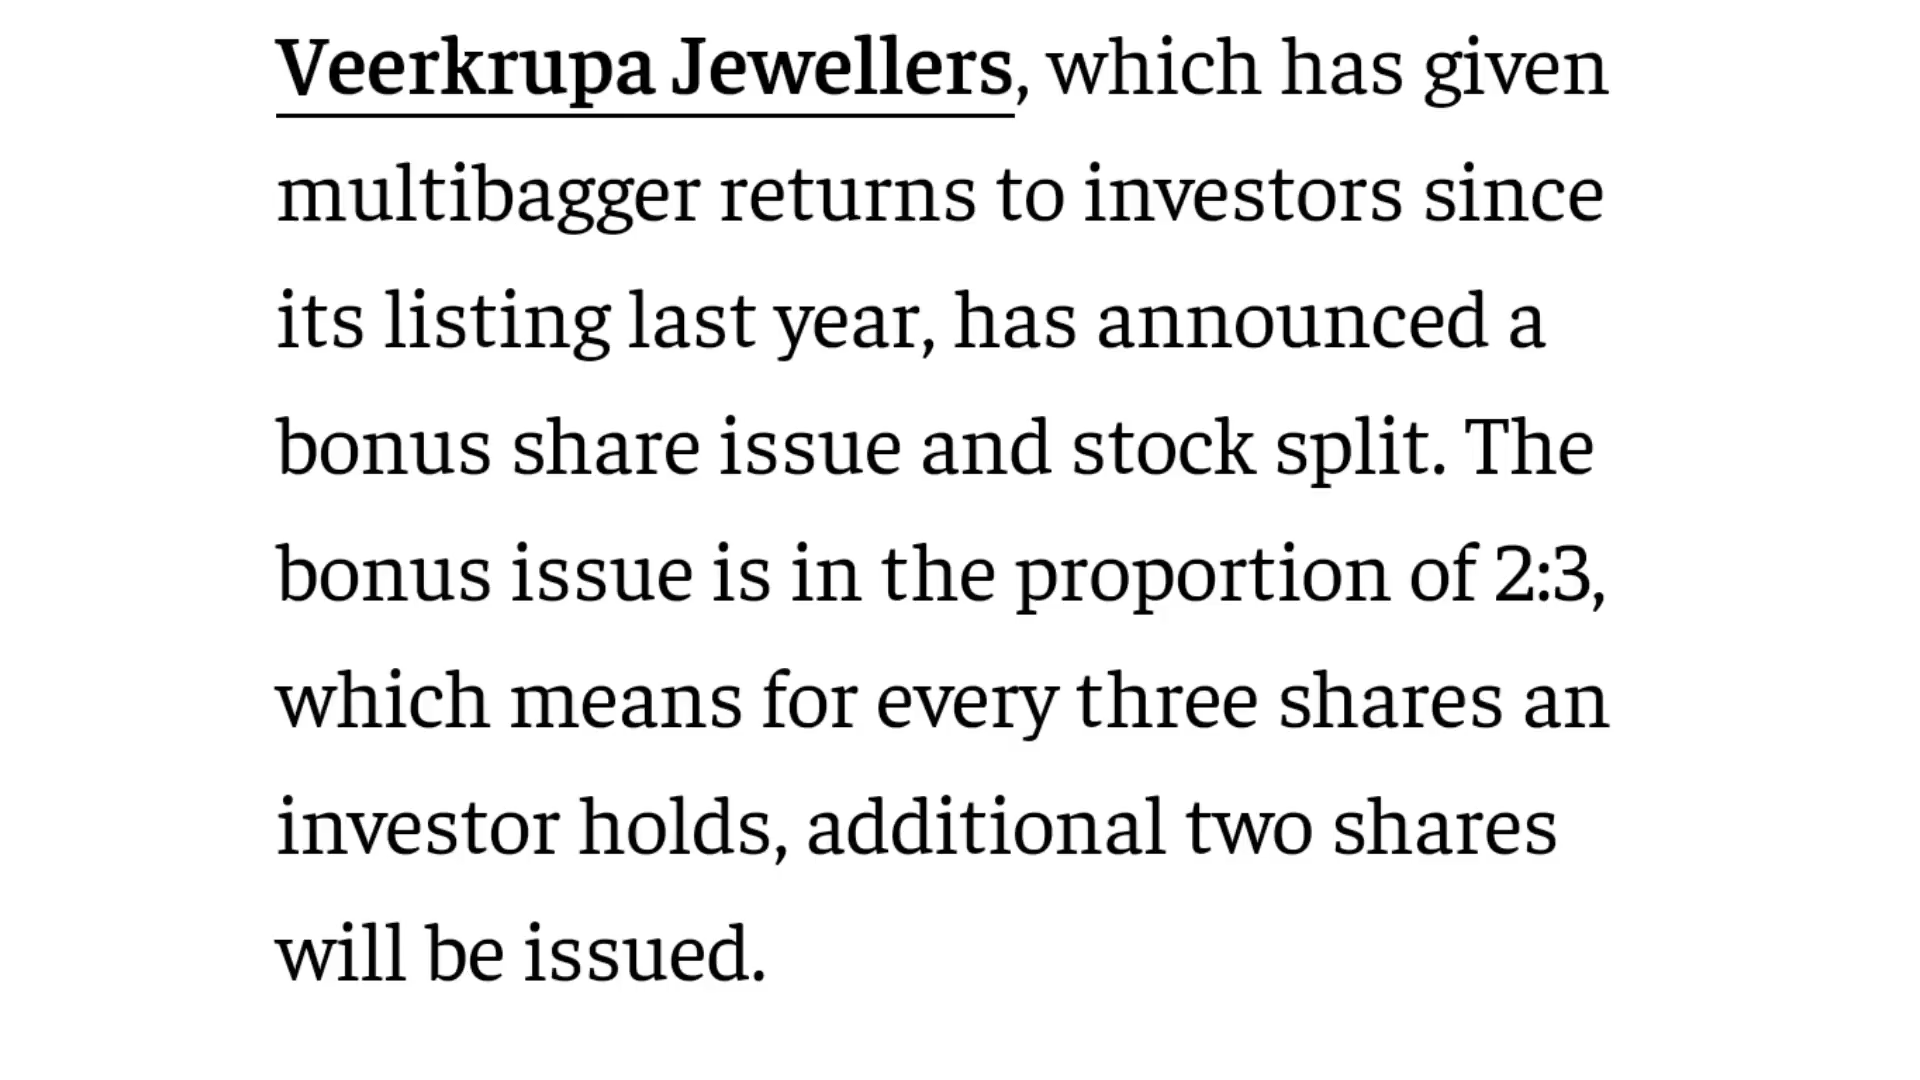 Veerkrupa Jewellers, which has given
multibagger returns to investors since
its listing last year, has announced a
bonus share issue and stock split. The
bonus issue is in the proportion of 2:3,
which means for every three shares an
investor holds, additional two shares
will be issued.